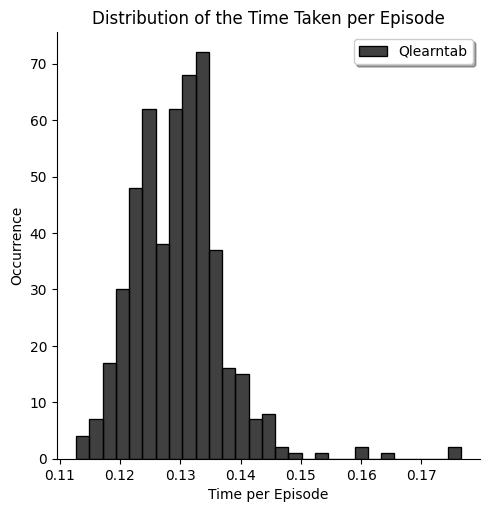 Distribution of the Time Taken per Episode
Qlearntab
70
60
50
40
30
20
10
0
Occurrence
0.11 0.12 0.13 0.14 0.15 0.16 0.17
Time per Episode